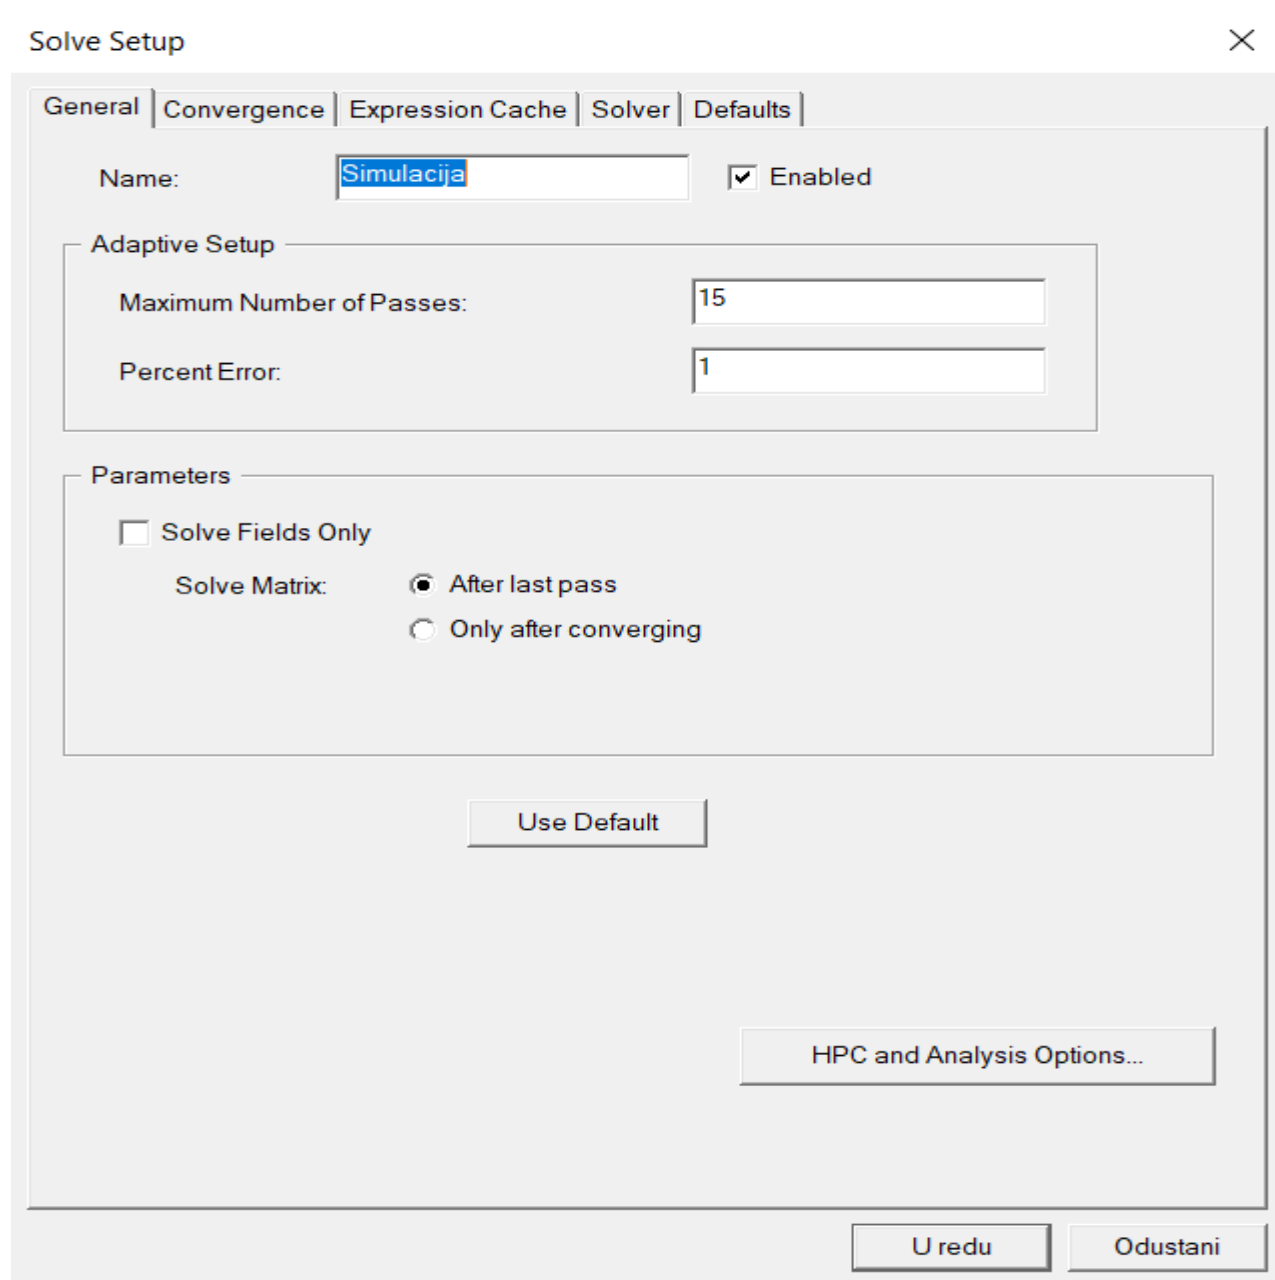 Solve Setup
General Convergence Expression Cache Solver Defaults
Name: Simulacija Enabled
Adaptive Setup
Maximum Number of Passes: 15
Percent Error: 1
Parameters
Solve Fields Only
Solve Matrix: After last pass
Only after converging
Use Default
HPC and Analysis Options...
U redu Odustani